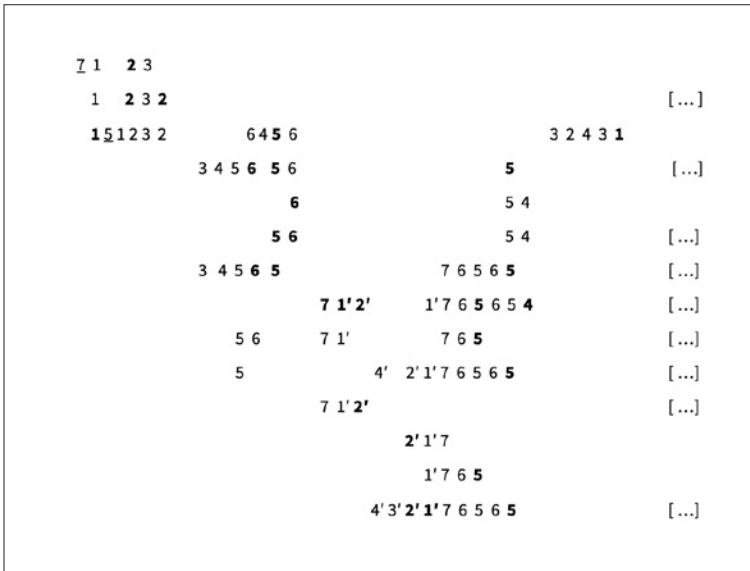 7 1 2 3
1 2 3 2 [...]
1 5 1 2 3 2 6 4 5 6 3 2 4 3 1
3 4 5 6 5 6 5 [...]
6 5 4
5 6 5 4 [...]
3 4 5 6 5 7 6 5 6 5 [...]
7 1' 2' 1' 7 6 5 6 5 4 [...]
5 6 7 1' 7 6 5 [...]
5 4' 2' 1' 7 6 5 6 5 [...]
7 1' 2' [...]
2' 1' 7
1' 7 6 5
4' 3' 2' 1' 7 6 5 6 5 [...]